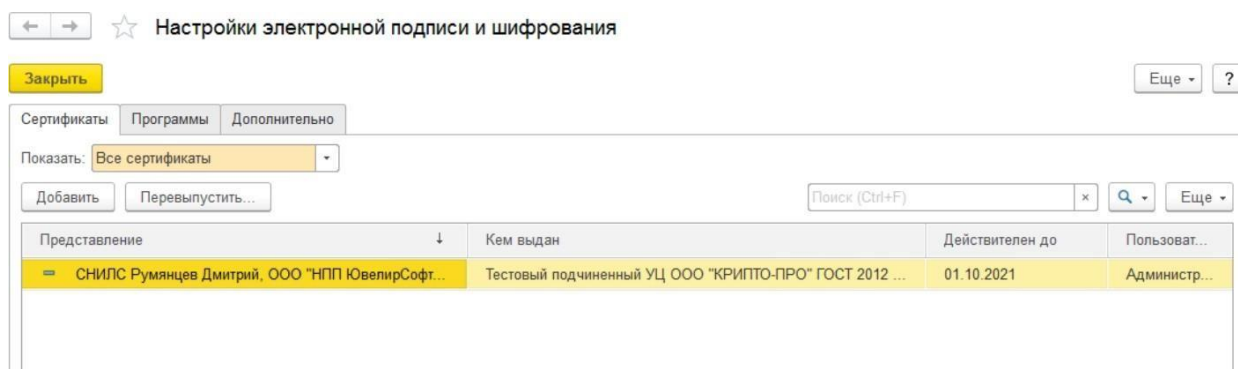 Настройки электронной подписи и шифрования
Закрыть
Еще
?
Сертификаты Программы Дополнительно
Показать: Все сертификаты
Добавить Перевыпустить... Поиск (Ctrl+F) × Еще
Представление ↓ Кем выдан Действителен до Пользоват...
СНИЛС Румянцев Дмитрий, ООО "НПП ЮвелирСофт... Тестовый подчиненный УЦ ООО "КРИПТО-ПРО" ГОСТ 2012 ... 01.10.2021 Администр...